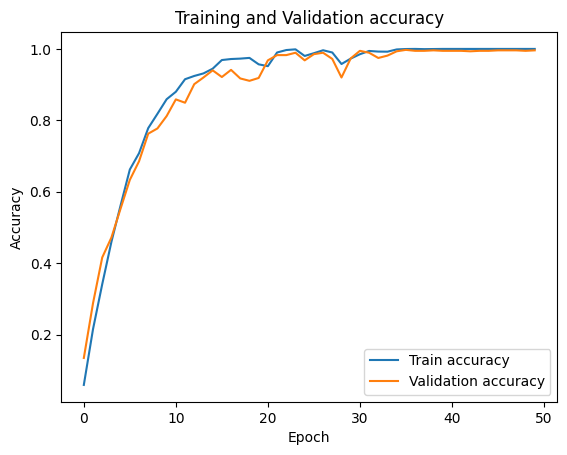 Training and Validation accuracy
Accuracy
1.0
0.8
0.6
0.4
0.2
Train accuracy
Validation accuracy
0
10
20
30
40
50
Epoch